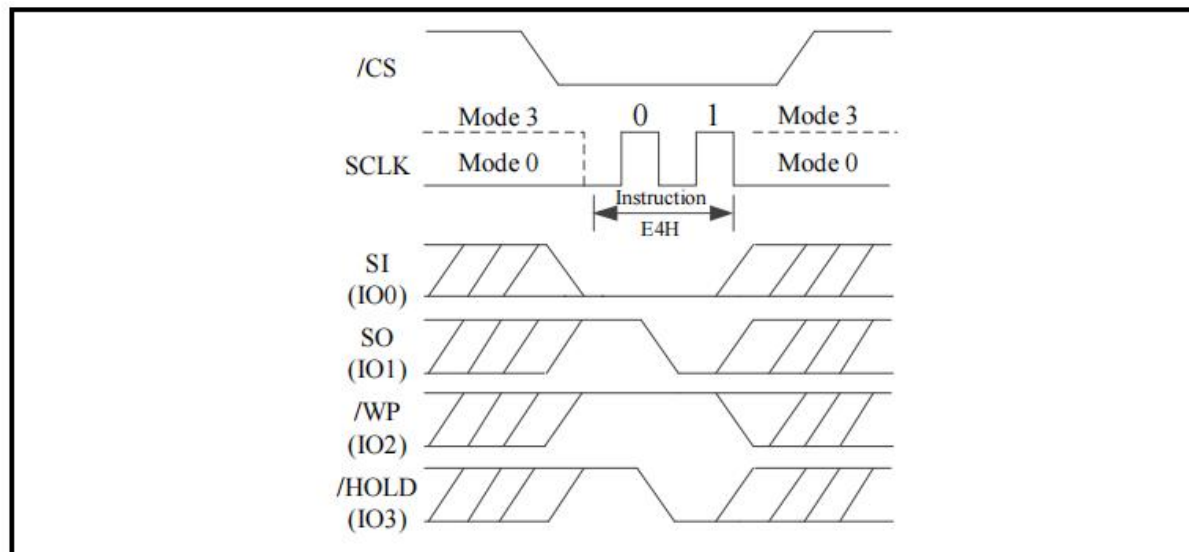 /CS
Mode 3 0 1 Mode 3
SCLK Mode 0 Mode 0
Instruction
E4H
SI
(IO0)
SO
(IO1)
/WP
(IO2)
/HOLD
(IO3)